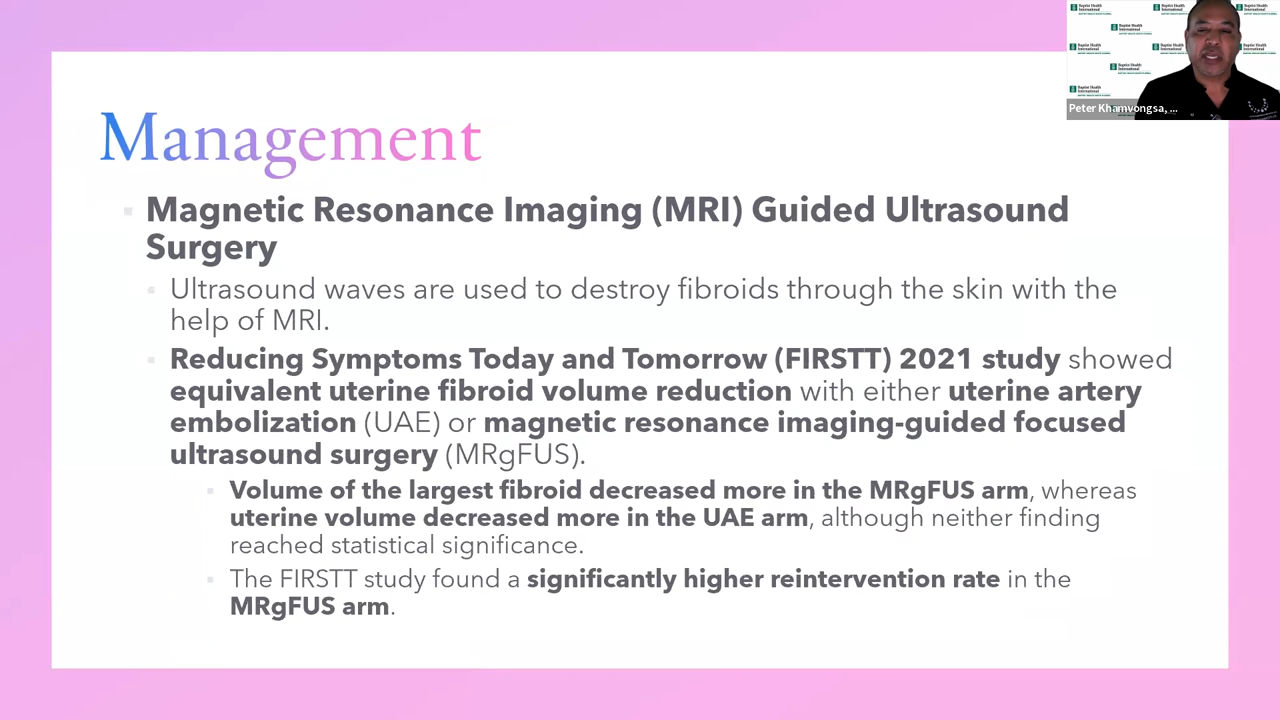 Baptist Health
International
Peter Khamvongsa, ...
Management
Magnetic Resonance Imaging (MRI) Guided Ultrasound
Surgery
Ultrasound waves are used to destroy fibroids through the skin with the
help of MRI.
Reducing Symptoms Today and Tomorrow (FIRSTT) 2021 study showed
equivalent uterine fibroid volume reduction with either uterine artery
embolization (UAE) or magnetic resonance imaging-guided focused
ultrasound surgery (MRgFUS).
Volume of the largest fibroid decreased more in the MRgFUS arm, whereas
uterine volume decreased more in the UAE arm, although neither finding
reached statistical significance.
The FIRSTT study found a significantly higher reintervention rate in the
MRgFUS arm.